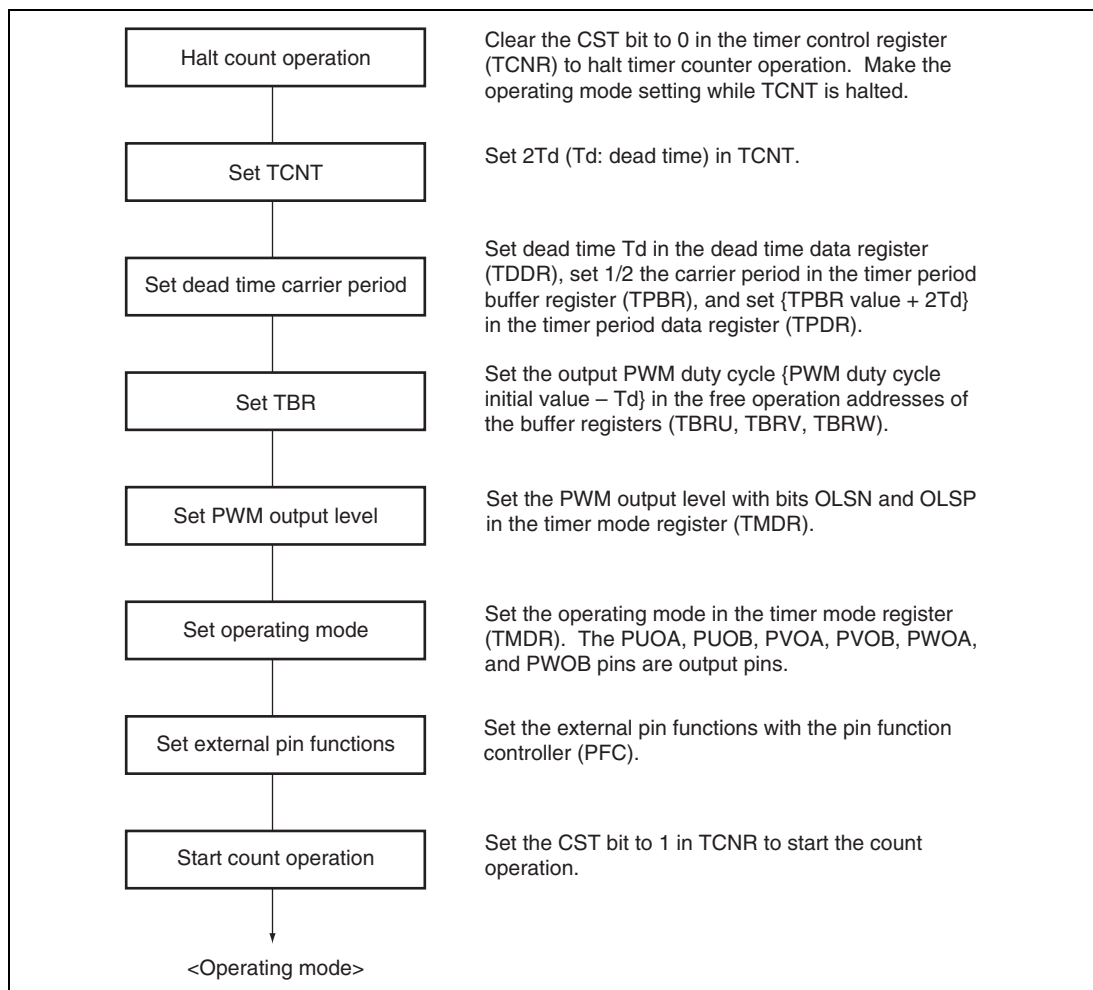 Halt count operation
Clear the CST bit to 0 in the timer control register
(TCNR) to halt timer counter operation.  Make the
operating mode setting while TCNT is halted.
Set TCNT
Set 2Td (Td: dead time) in TCNT.
Set dead time carrier period
Set dead time Td in the dead time data register
(TDDR), set 1/2 the carrier period in the timer period
buffer register (TPBR), and set {TPBR value + 2Td}
in the timer period data register (TPDR).
Set TBR
Set the output PWM duty cycle {PWM duty cycle
initial value – Td} in the free operation addresses of
the buffer registers (TBRU, TBRV, TBRW).
Set PWM output level
Set the PWM output level with bits OLSN and OLSP
in the timer mode register (TMDR).
Set operating mode
Set the operating mode in the timer mode register
(TMDR).  The PUOA, PUOB, PVOA, PVOB, PWOA,
and PWOB pins are output pins.
Set external pin functions
Set the external pin functions with the pin function
controller (PFC).
Start count operation
Set the CST bit to 1 in TCNR to start the count
operation.
<Operating mode>